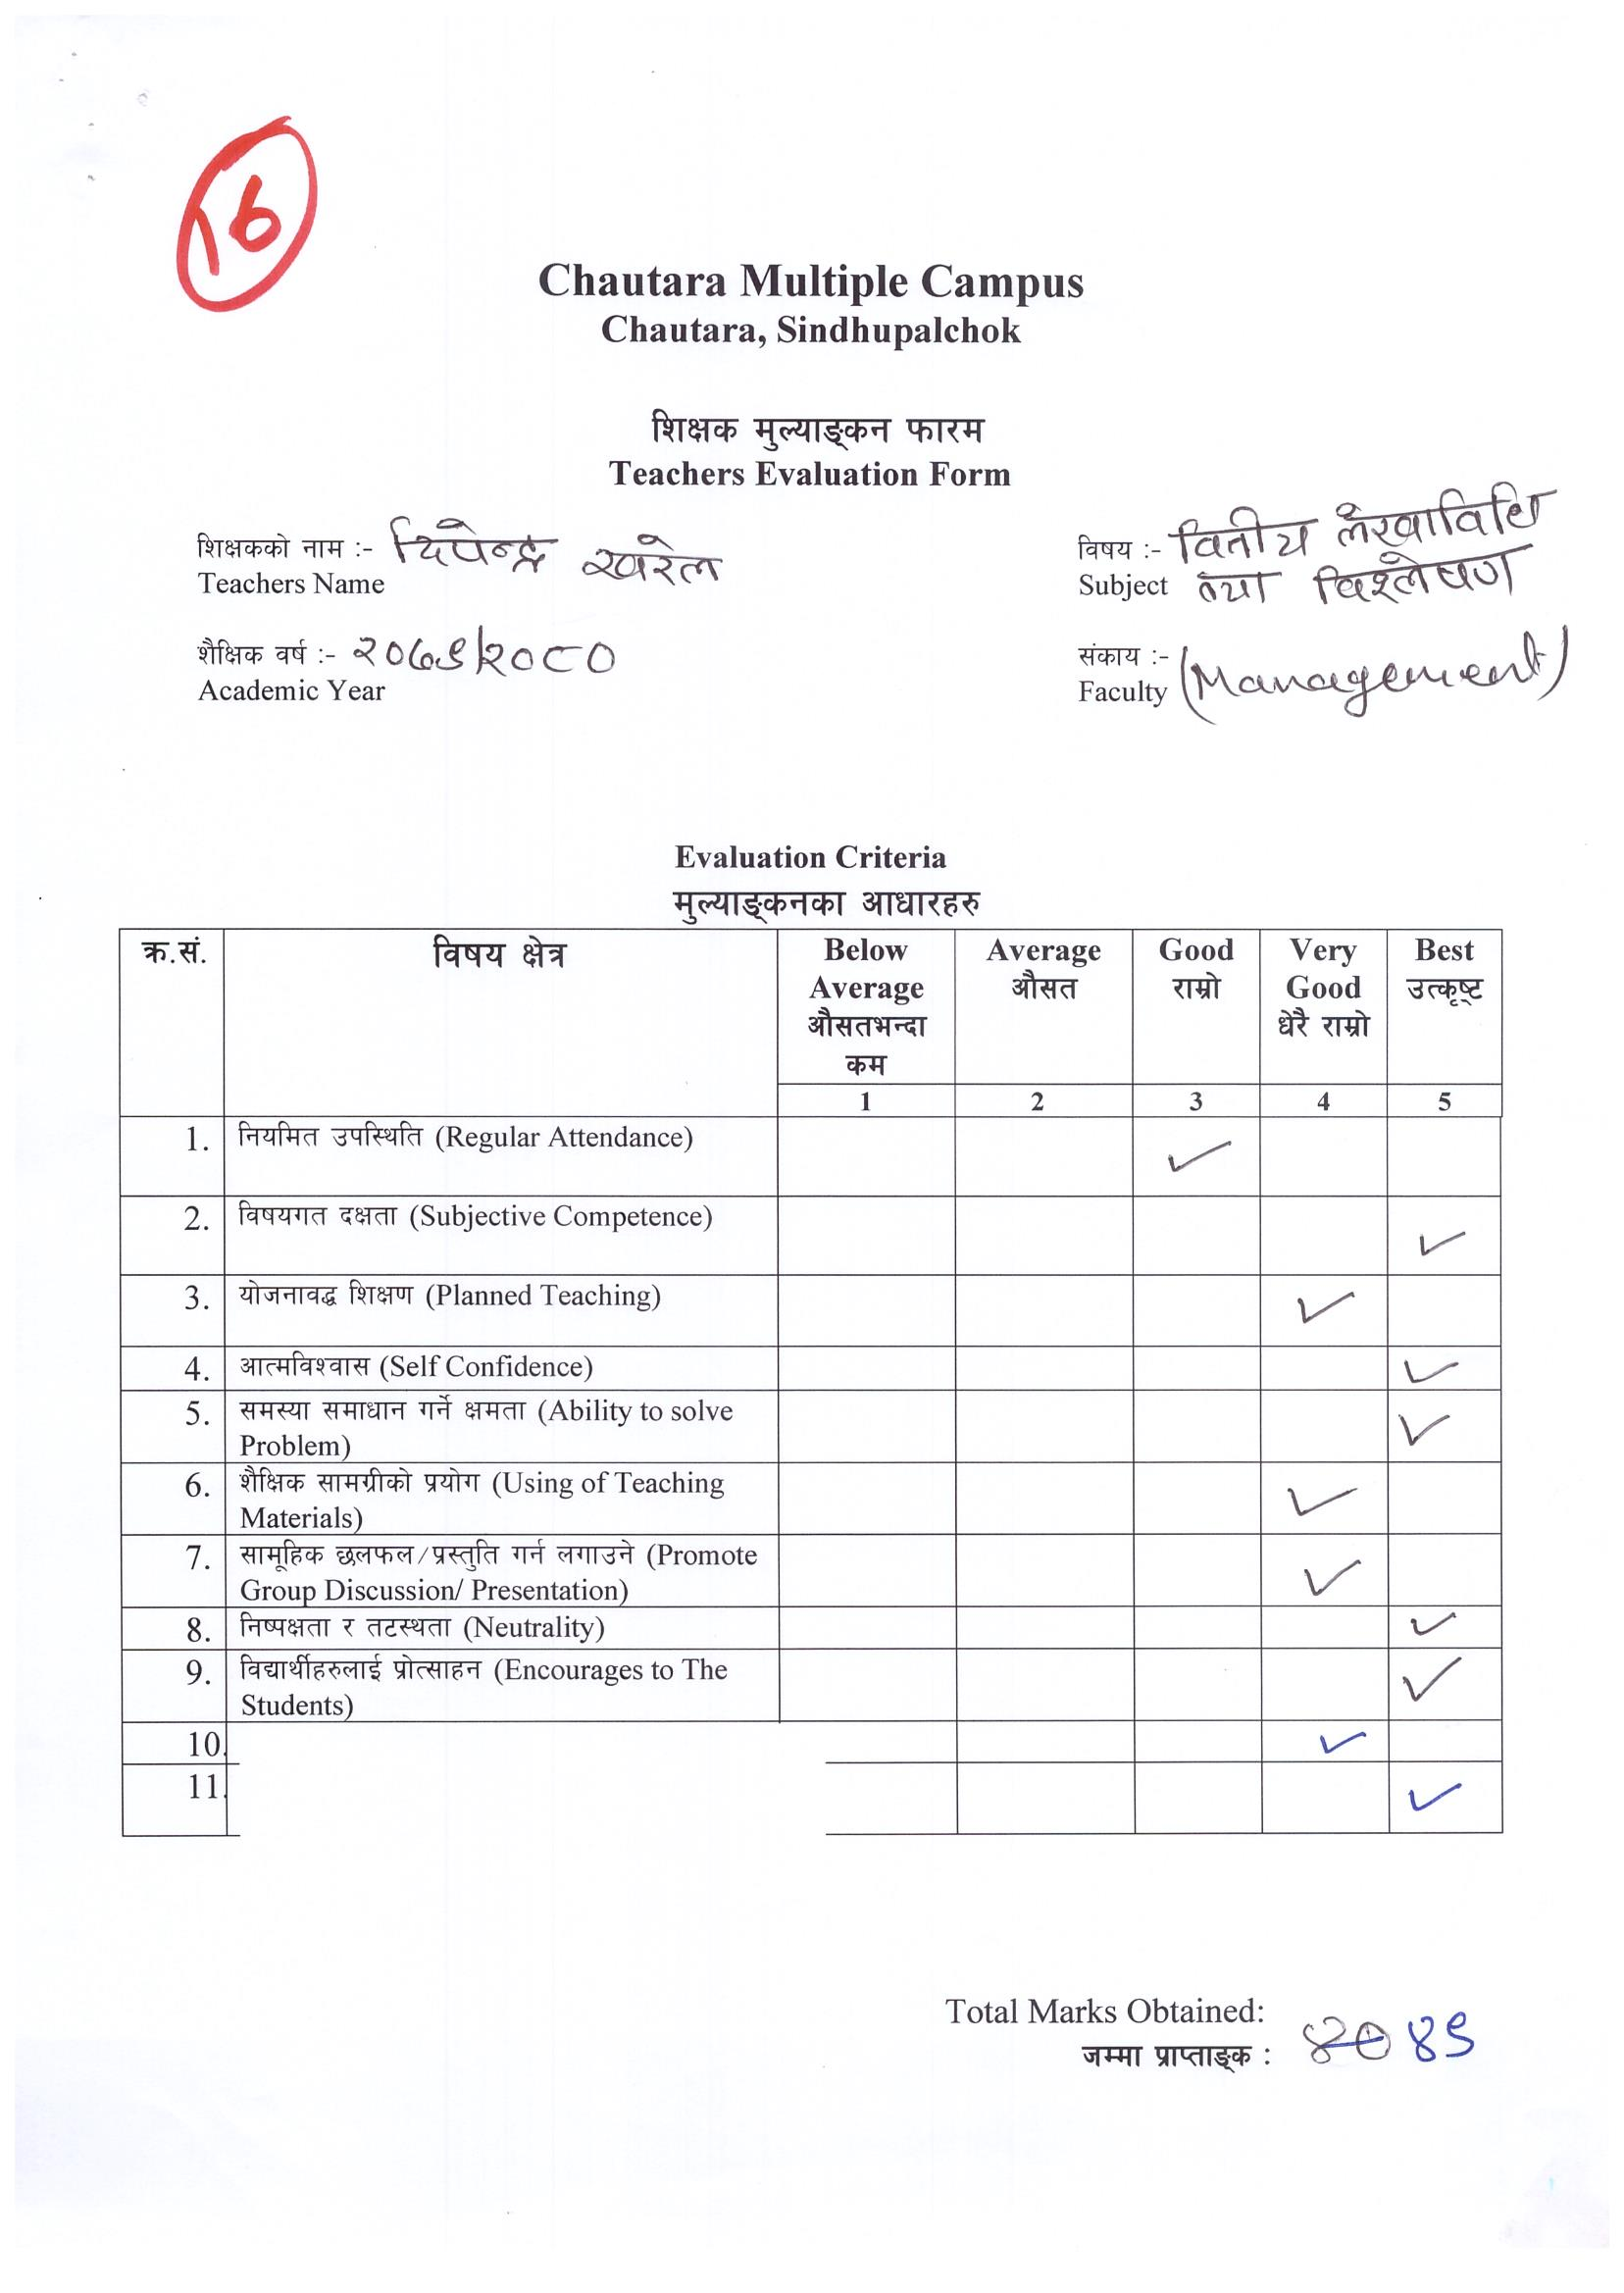 16
Chautara Multiple Campus
Chautara, Sindhupalchok
शिक्षक मुल्याङ्कन फारम
Teachers Evaluation Form
शिक्षकको नाम :- दिपेन्द्र खरेल
Teachers Name
विषय :- वित्तीय लेखाविधि
Subject तथा विश्लेषण
शैक्षिक वर्ष :- २०७९/२०८०
Academic Year
संकाय :- (Management)
Faculty
Evaluation Criteria
मुल्याङ्कनका आधारहरु
क्र.सं. विषय क्षेत्र Below Average Good Very Best
Average औसत राम्रो Good उत्कृष्ट
औसतभन्दा धेरै राम्रो
कम
1 2 3 4 5
1. नियमित उपस्थिति (Regular Attendance) ✓
2. विषयगत दक्षता (Subjective Competence) ✓
3. योजनावद्ध शिक्षण (Planned Teaching) ✓
4. आत्मविश्वास (Self Confidence) ✓
5. समस्या समाधान गर्ने क्षमता (Ability to solve ✓
Problem)
6. शैक्षिक सामग्रीको प्रयोग (Using of Teaching ✓
Materials)
7. सामूहिक छलफल/प्रस्तुति गर्न लगाउने (Promote ✓
Group Discussion/ Presentation)
8. निष्पक्षता र तटस्थता (Neutrality) ✓
9. विद्यार्थीहरुलाई प्रोत्साहन (Encourages to The ✓
Students)
10. ✓
11. ✓
Total Marks Obtained:
जम्मा प्राप्ताङ्क : ४० ४९